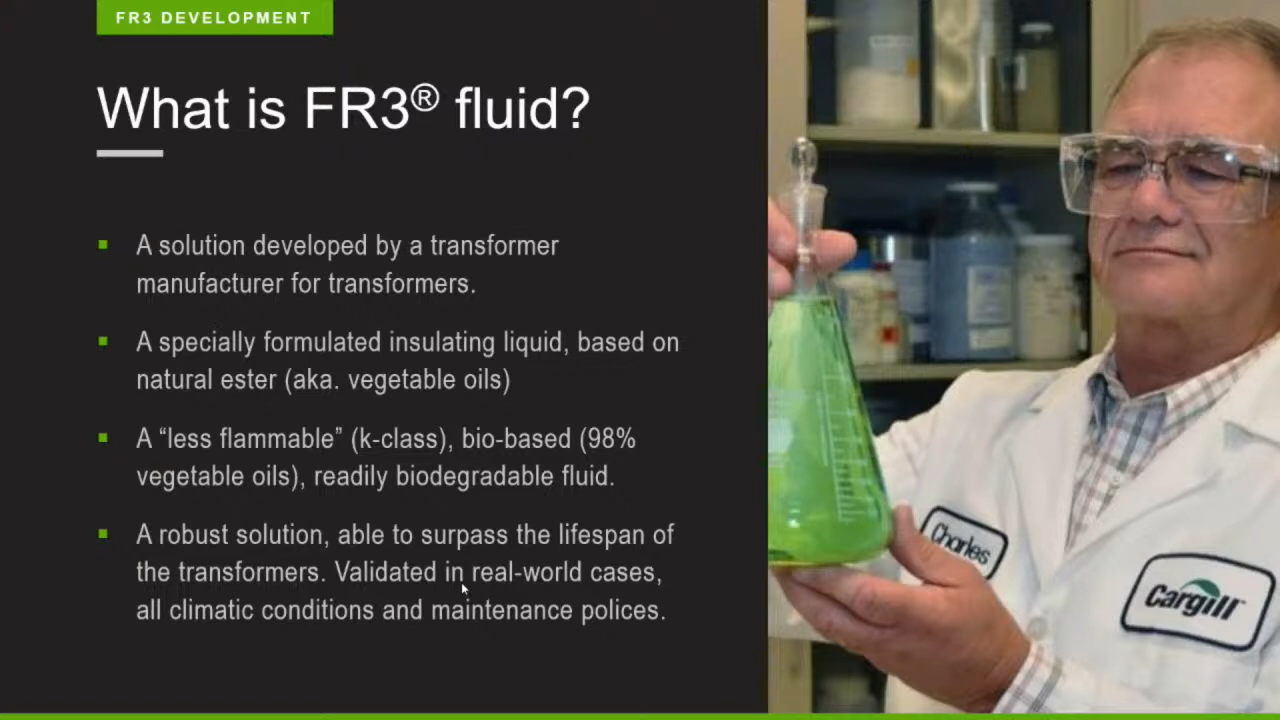 FR3 DEVELOPMENT
What is FR3® fluid?
A solution developed by a transformer
manufacturer for transformers.
A specially formulated insulating liquid, based on
natural ester (aka. vegetable oils)
A “less flammable” (k-class), bio-based (98%
vegetable oils), readily biodegradable fluid.
A robust solution, able to surpass the lifespan of
the transformers. Validated in real-world cases,
all climatic conditions and maintenance polices.
Charles
Cargill